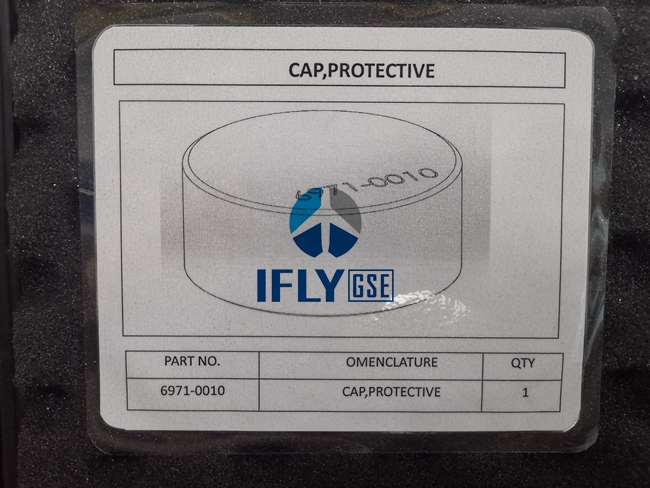 CAP,PROTECTIVE
6971-0010
IFLY GSE
PART NO. OMENCLATURE QTY
6971-0010 CAP,PROTECTIVE 1